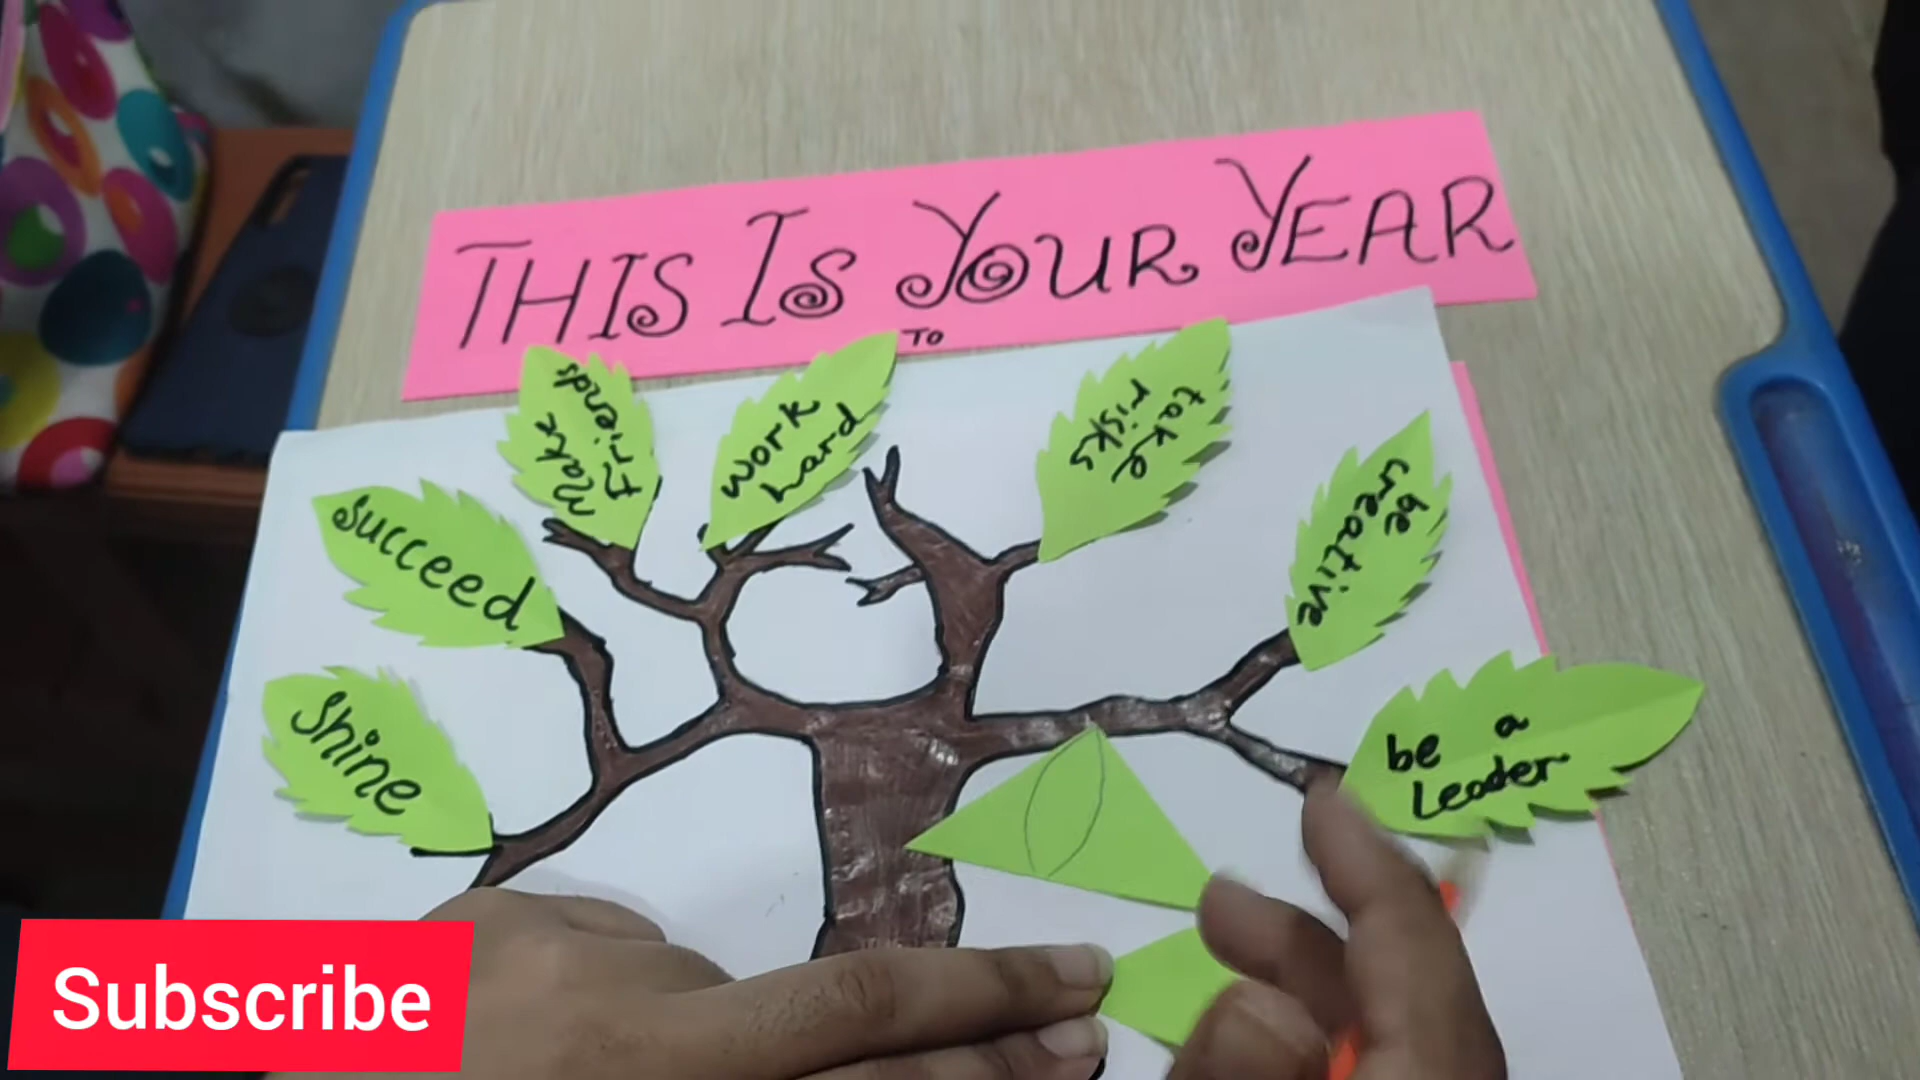 THIS IS YOUR YEAR
TO
Make
Friends
work
hard
take
risks
be
creative
succeed
shine
be a
leader
Subscribe